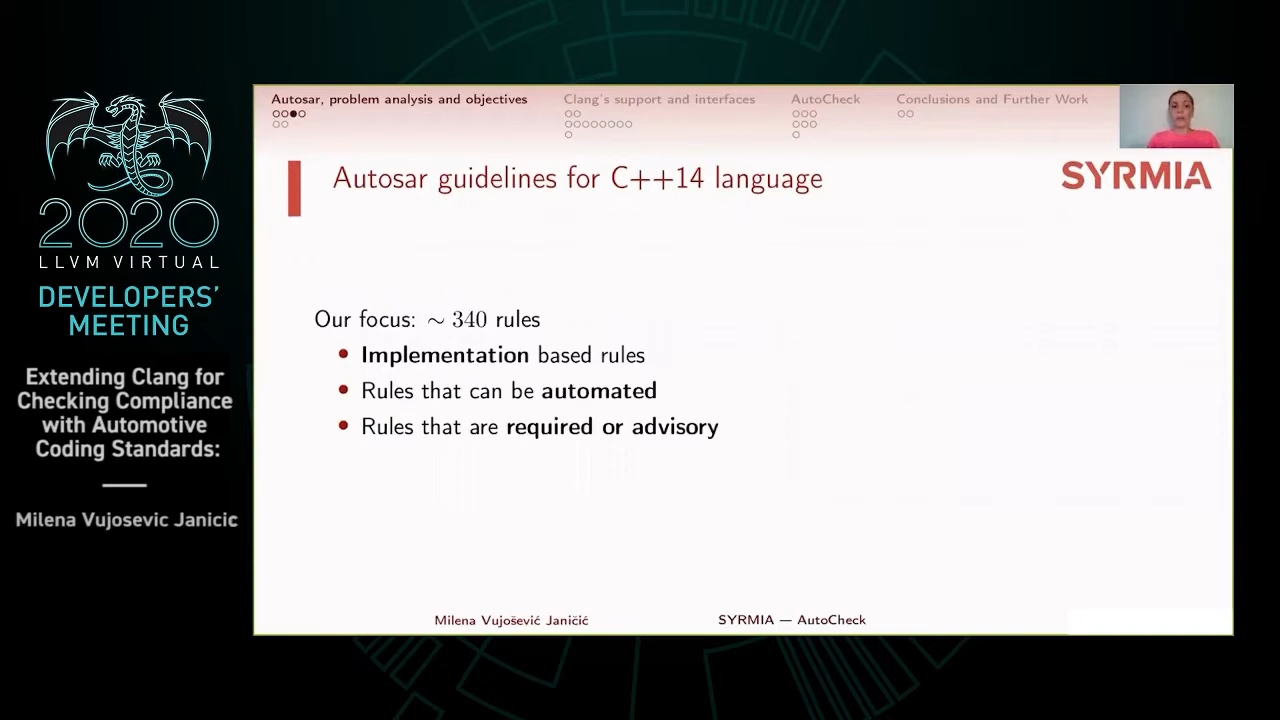 2020
LLVM VIRTUAL
DEVELOPERS'
MEETING
Extending Clang for
Checking Compliance
with Automotive
Coding Standards:
Milena Vujosevic Janicic
Autosar, problem analysis and objectives
Clang's support and interfaces
AutoCheck
Conclusions and Further Work
Autosar guidelines for C++14 language
SYRMIA
Our focus: ∼ 340 rules
• Implementation based rules
• Rules that can be automated
• Rules that are required or advisory
Milena Vujošević Janičić
SYRMIA — AutoCheck